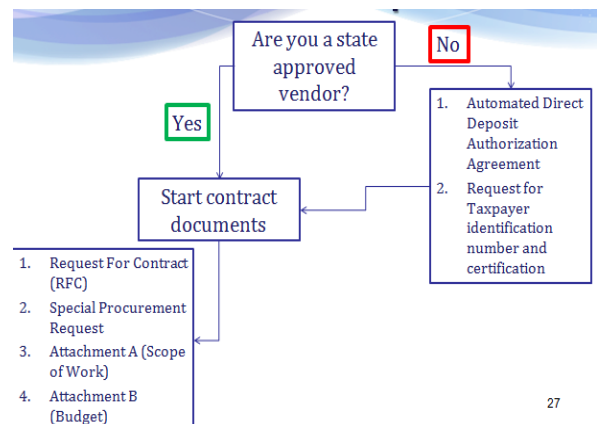 Are you a state
approved
vendor?
No
Yes
1. Automated Direct
Deposit
Authorization
Agreement
2. Request for
Taxpayer
identification
number and
certification
Start contract
documents
1. Request For Contract
(RFC)
2. Special Procurement
Request
3. Attachment A (Scope
of Work)
4. Attachment B
(Budget)
27